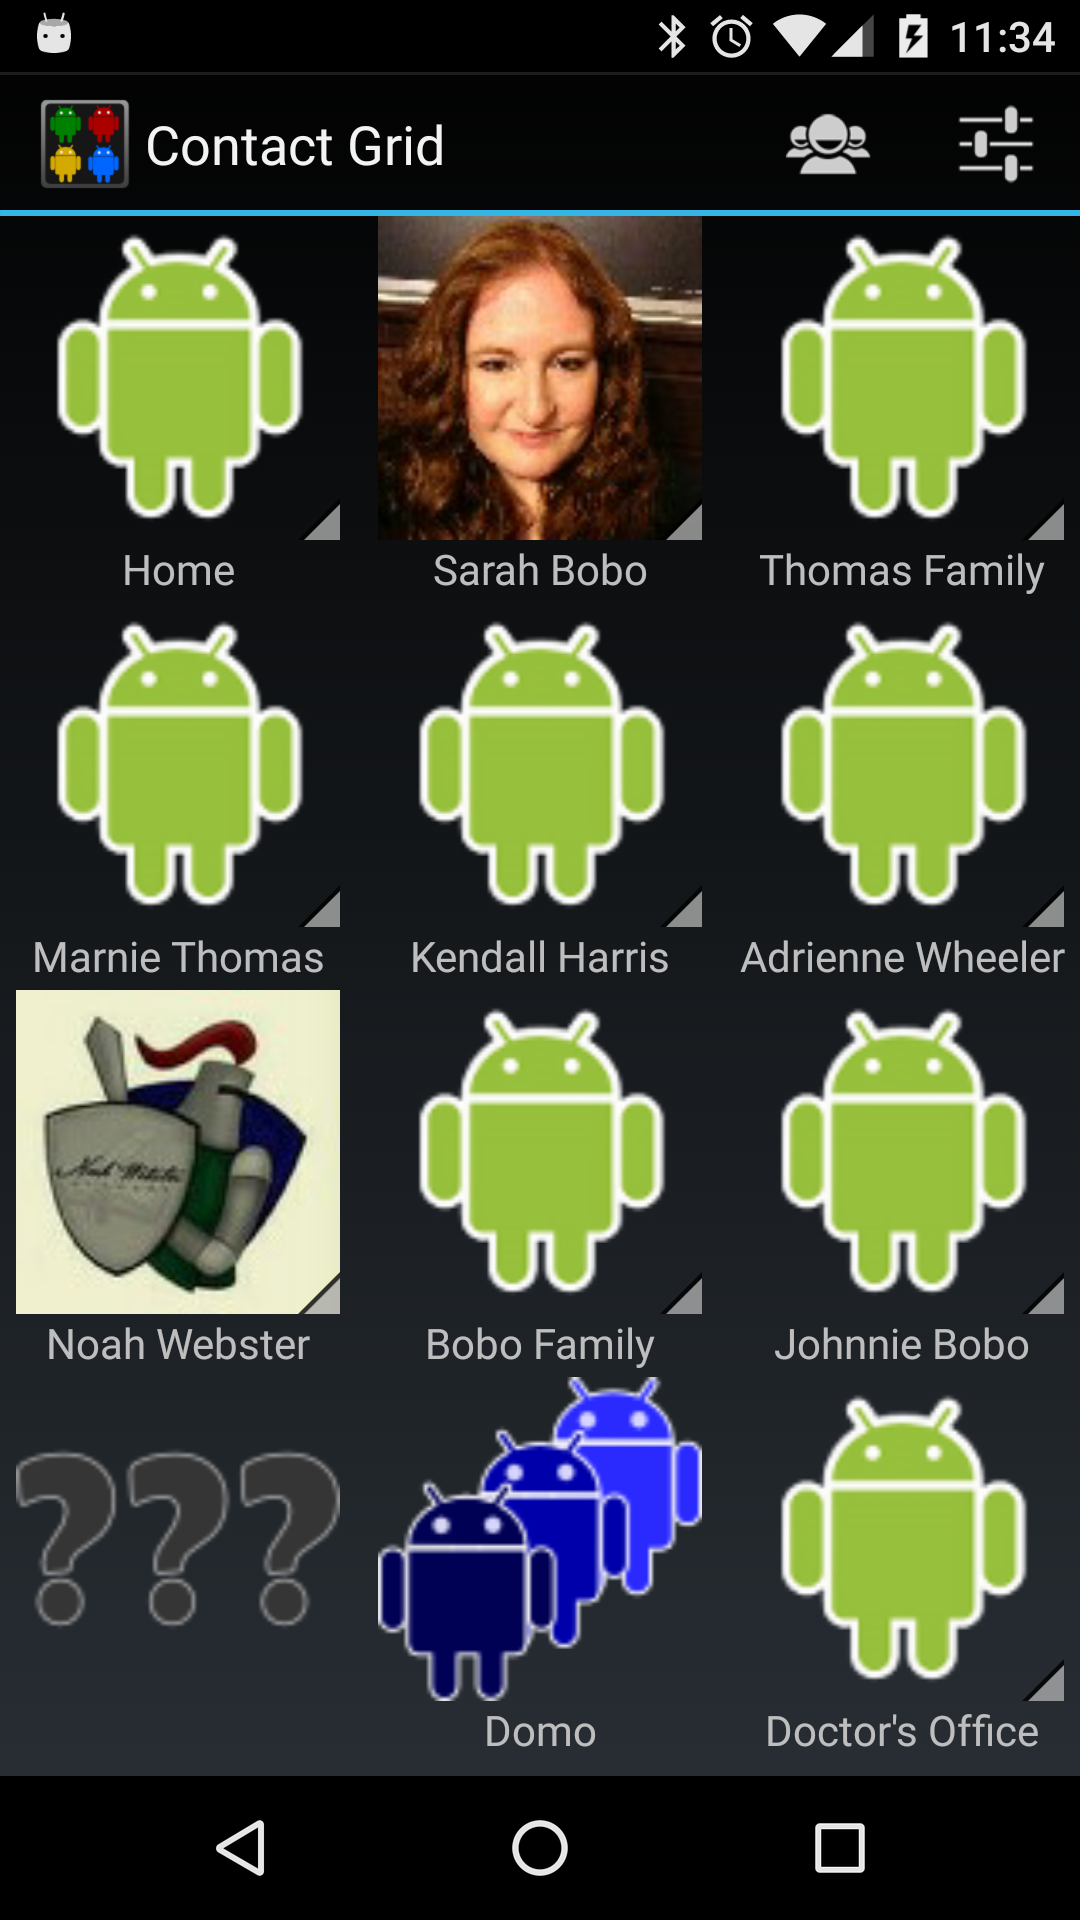 11:34
Contact Grid
Home
Sarah Bobo
Thomas Family
Marnie Thomas
Kendall Harris
Adrienne Wheeler
Noah Webster
Noah Webster
Bobo Family
Johnnie Bobo
???
Domo
Doctor's Office